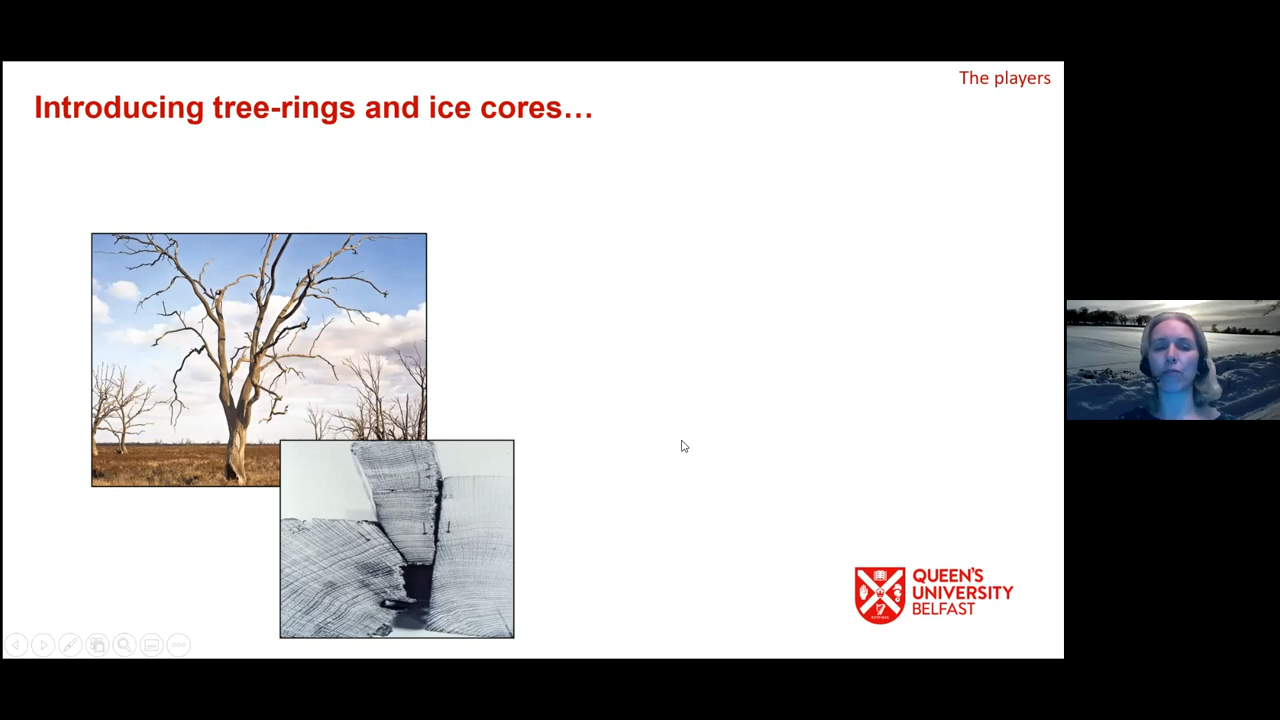 The players
Introducing tree-rings and ice cores…
QUEEN'S
UNIVERSITY
BELFAST